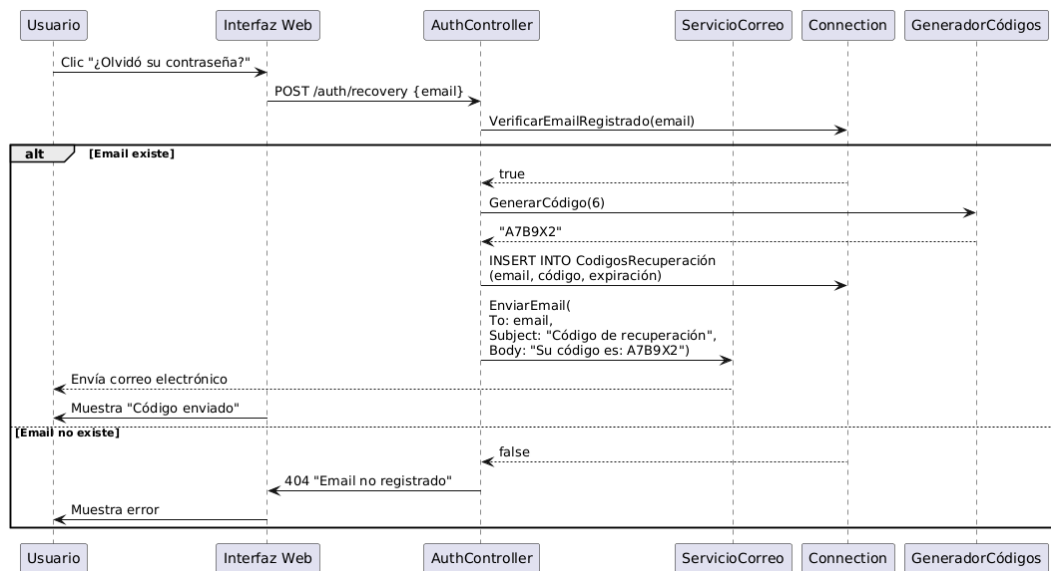 Usuario
Interfaz Web
AuthController
ServicioCorreo
Connection
GeneradorCódigos
Clic "¿Olvidó su contraseña?"
POST /auth/recovery {email}
VerificarEmailRegistrado(email)
alt
[Email existe]
true
GenerarCódigo(6)
"A7B9X2"
INSERT INTO CodigosRecuperación
(email, código, expiración)
EnviarEmail(
To: email,
Subject: "Código de recuperación",
Body: "Su código es: A7B9X2")
Envía correo electrónico
Muestra "Código enviado"
[Email no existe]
false
404 "Email no registrado"
Muestra error
Usuario
Interfaz Web
AuthController
ServicioCorreo
Connection
GeneradorCódigos